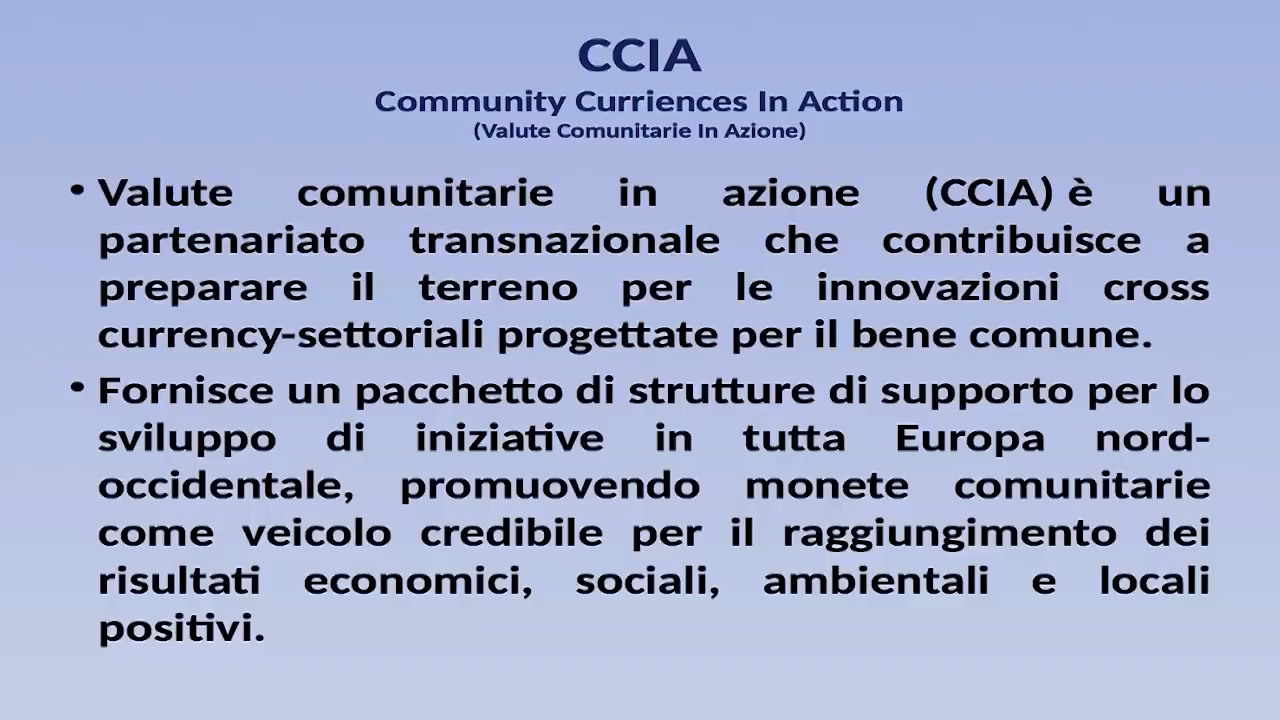 CCIA
Community Curriences In Action
(Valute Comunitarie In Azione)
• Valute comunitarie in azione (CCIA) è un
partenariato transnazionale che contribuisce a
preparare il terreno per le innovazioni cross
currency-settoriali progettate per il bene comune.
• Fornisce un pacchetto di strutture di supporto per lo
sviluppo di iniziative in tutta Europa nord-
occidentale, promuovendo monete comunitarie
come veicolo credibile per il raggiungimento dei
risultati economici, sociali, ambientali e locali
positivi.